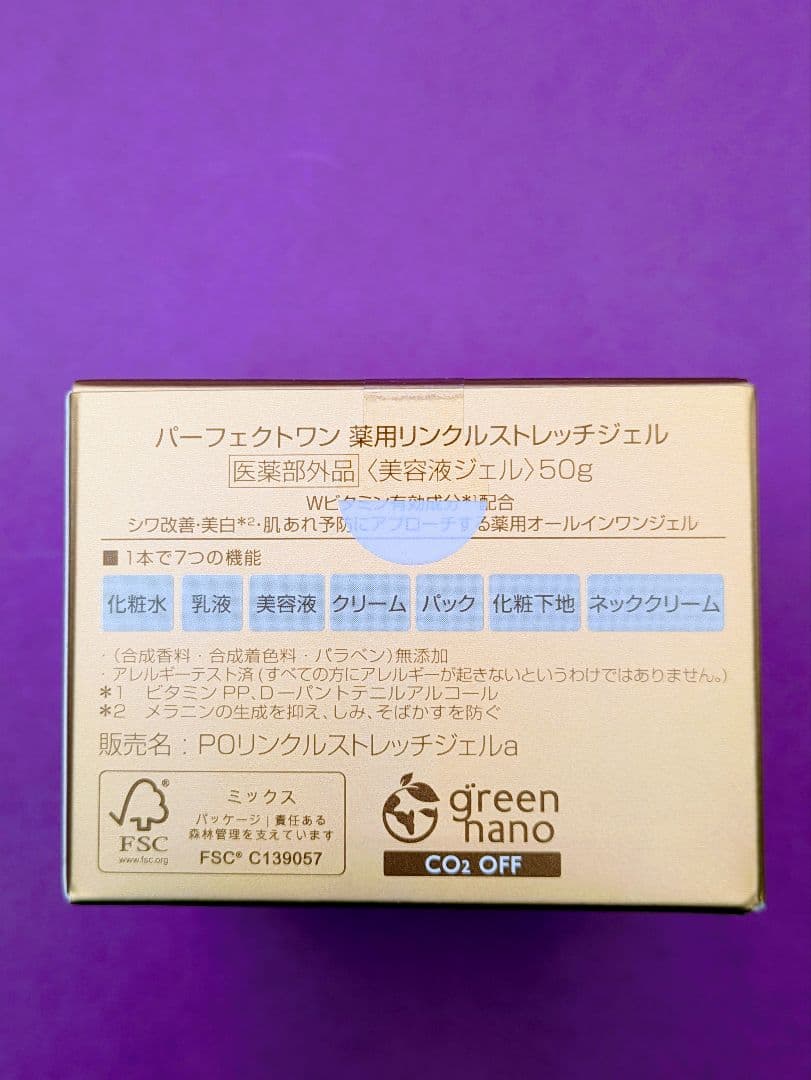 パーフェクトワン 薬用リンクルストレッチジェル
医薬部外品 〈美容液ジェル〉50g
Wビタミン有効成分*1配合
シワ改善・美白*2・肌あれ予防にアプローチする薬用オールインワンジェル
■ 1本で7つの機能
化粧水 乳液 美容液 クリーム パック 化粧下地 ネッククリーム
・(合成香料・合成着色料・パラベン)無添加
・アレルギーテスト済(すべての方にアレルギーが起きないというわけではありません。)
*1 ビタミンPP、D-パントテニルアルコール
*2 メラニンの生成を抑え、しみ、そばかすを防ぐ
販売名：POリンクルストレッチジェルa
FSC®
www.fsc.org
ミックス
パッケージ|責任ある
森林管理を支えています
FSC® C139057
green
nano
CO2 OFF